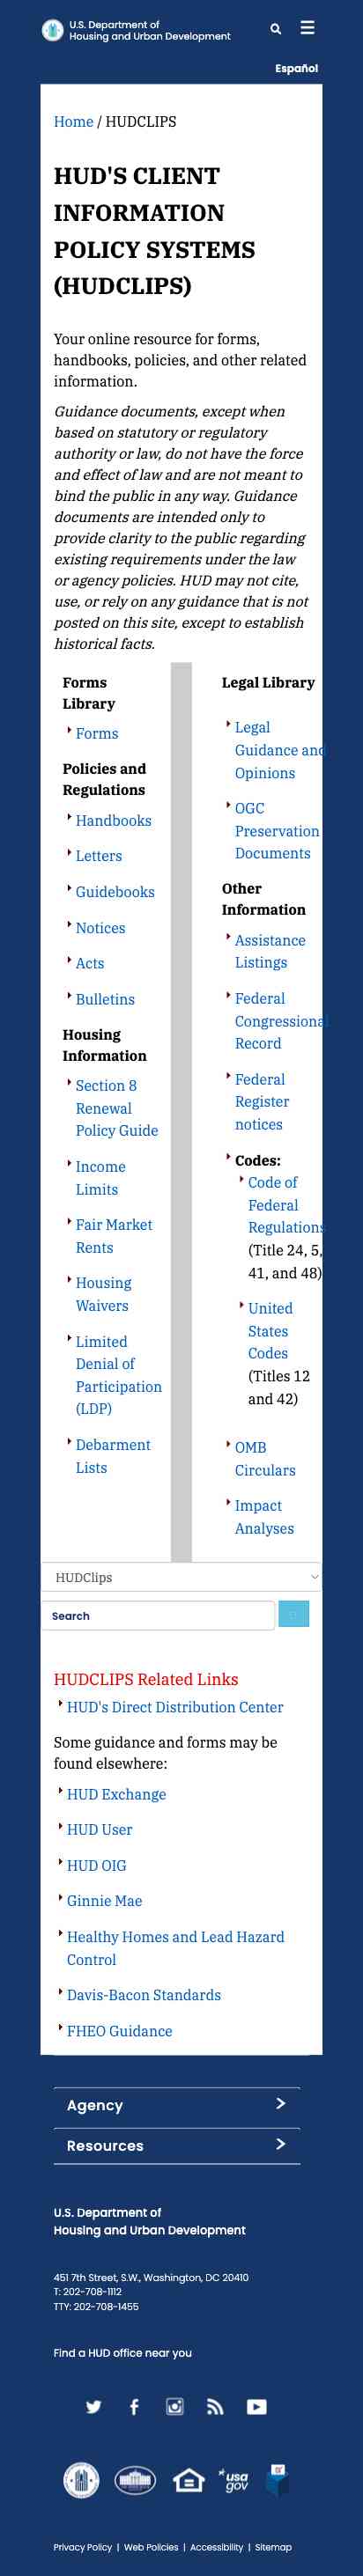 U.S. Department of
Housing and Urban Development
Español
Home / HUDCLIPS
HUD'S CLIENT
INFORMATION
POLICY SYSTEMS
(HUDCLIPS)
Your online resource for forms,
handbooks, policies, and other related
information.
Guidance documents, except when
based on statutory or regulatory
authority or law, do not have the force
and effect of law and are not meant to
bind the public in any way. Guidance
documents are intended only to
provide clarity to the public regarding
existing requirements under the law
or agency policies. HUD may not cite,
use, or rely on any guidance that is not
posted on this site, except to establish
historical facts.
Forms
Library
Forms
Policies and
Regulations
Handbooks
Letters
Guidebooks
Notices
Acts
Bulletins
Housing
Information
Section 8
Renewal
Policy Guide
Income
Limits
Fair Market
Rents
Housing
Waivers
Limited
Denial of
Participation
(LDP)
Debarment
Lists
Legal Library
Legal
Guidance and
Opinions
OGC
Preservation
Documents
Other
Information
Assistance
Listings
Federal
Congressional
Record
Federal
Register
notices
Codes:
Code of
Federal
Regulations
(Title 24, 5,
41, and 48)
United
States
Codes
(Titles 12
and 42)
OMB
Circulars
Impact
Analyses
HUDClips
Search
HUDCLIPS Related Links
HUD's Direct Distribution Center
Some guidance and forms may be
found elsewhere:
HUD Exchange
HUD User
HUD OIG
Ginnie Mae
Healthy Homes and Lead Hazard
Control
Davis-Bacon Standards
FHEO Guidance
Agency
Resources
U.S. Department of
Housing and Urban Development
451 7th Street, S.W., Washington, DC 20410
T: 202-708-1112
TTY: 202-708-1455
Find a HUD office near you
usa
gov
Privacy Policy | Web Policies | Accessibility | Sitemap